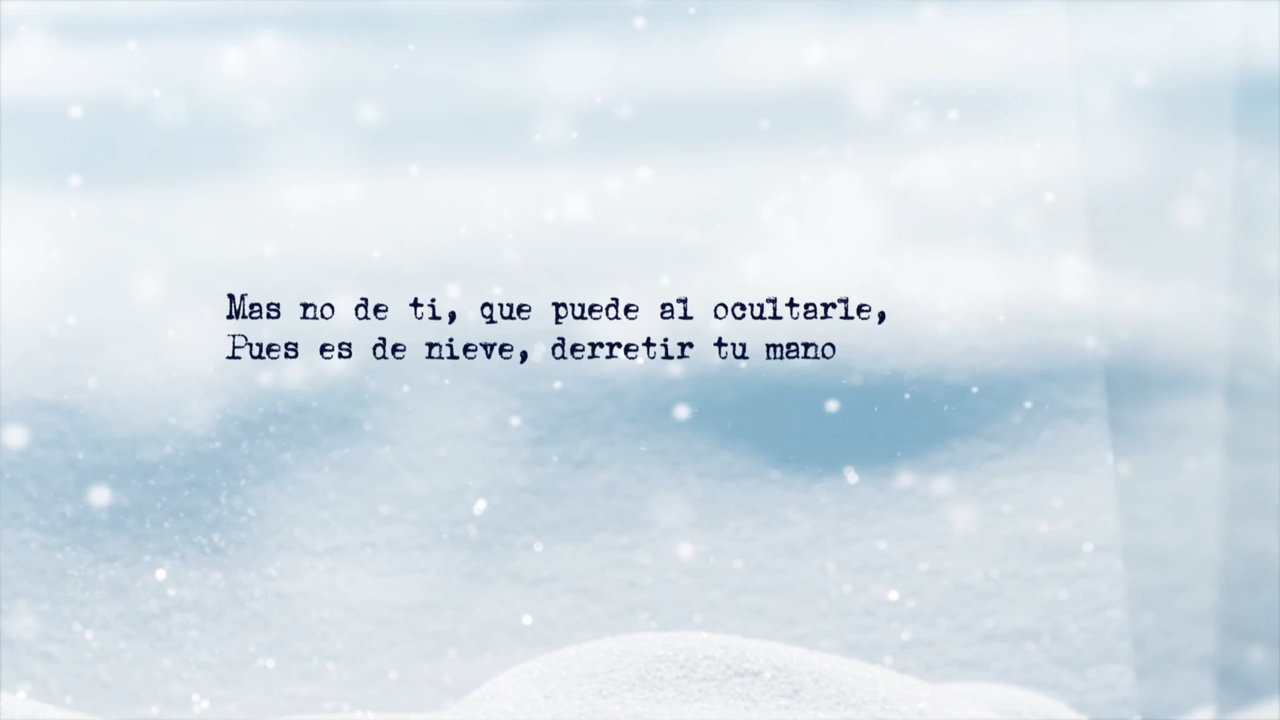 Mas no de ti, que puede al ocultarle,
Pues es de nieve, derretir tu mano